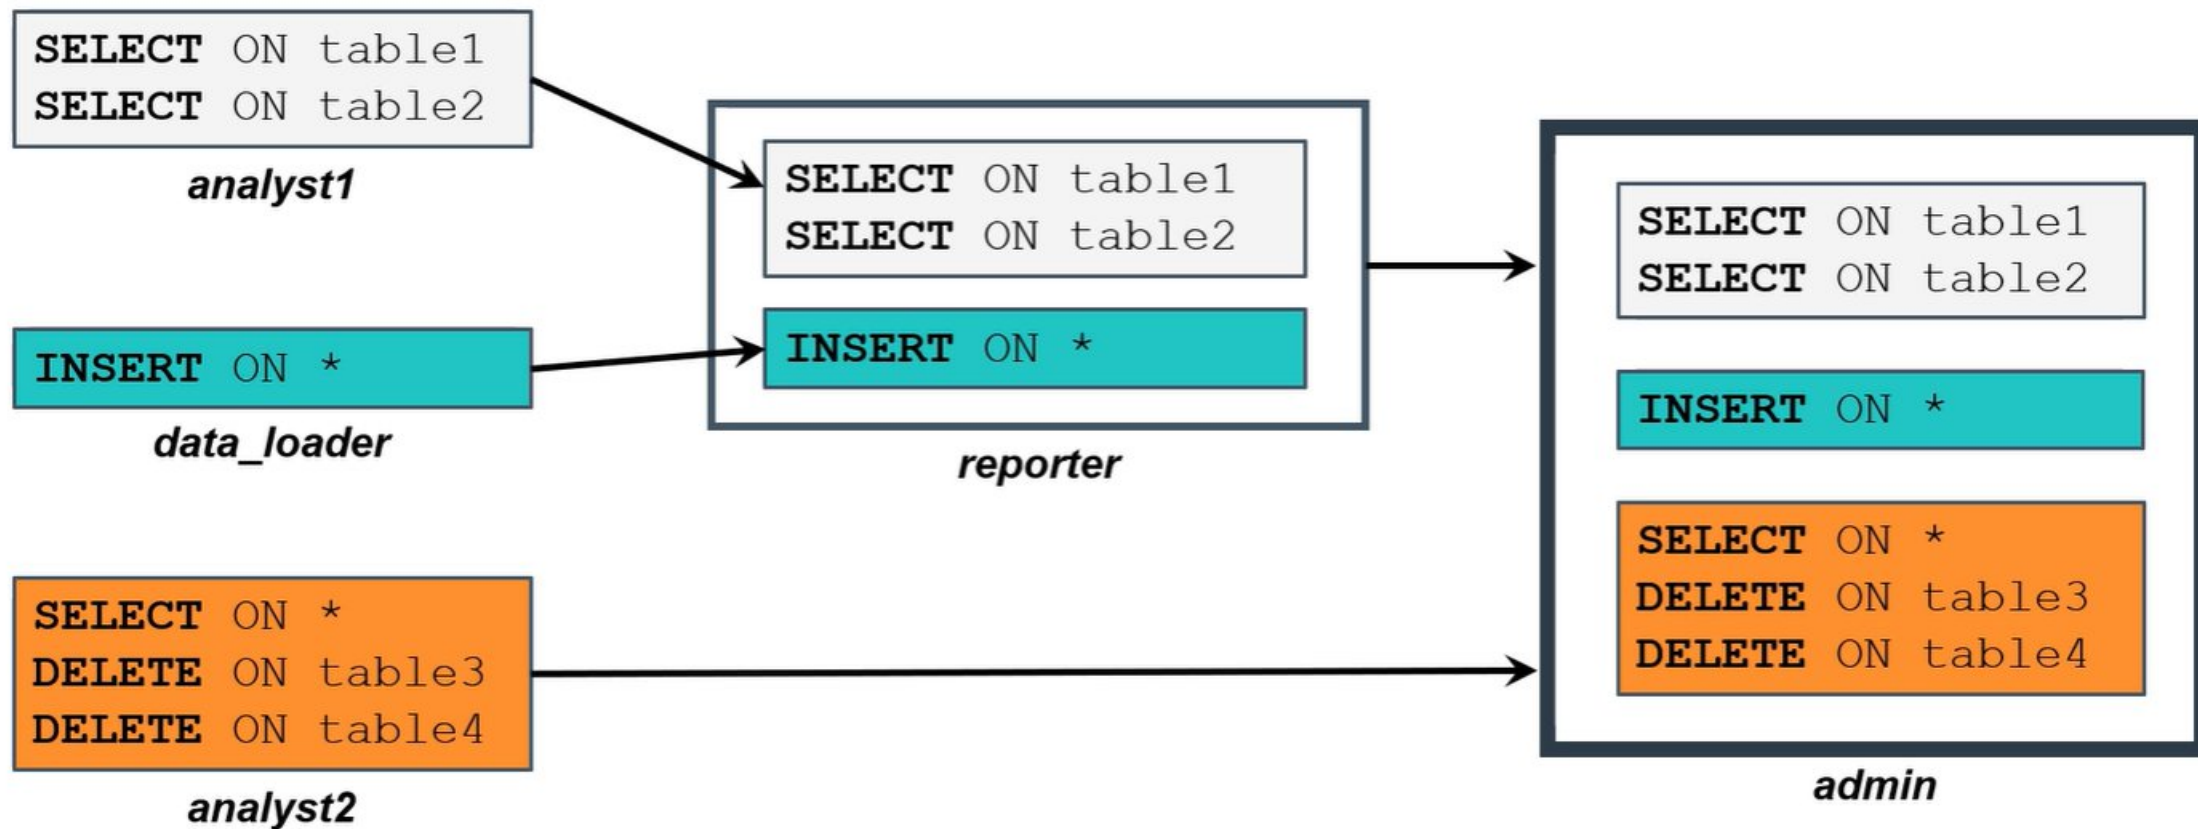 SELECT ON table1
SELECT ON table2
analyst1
INSERT ON *
data_loader
SELECT ON *
DELETE ON table3
DELETE ON table4
analyst2
SELECT ON table1
SELECT ON table2
INSERT ON *
reporter
SELECT ON table1
SELECT ON table2
INSERT ON *
SELECT ON *
DELETE ON table3
DELETE ON table4
admin